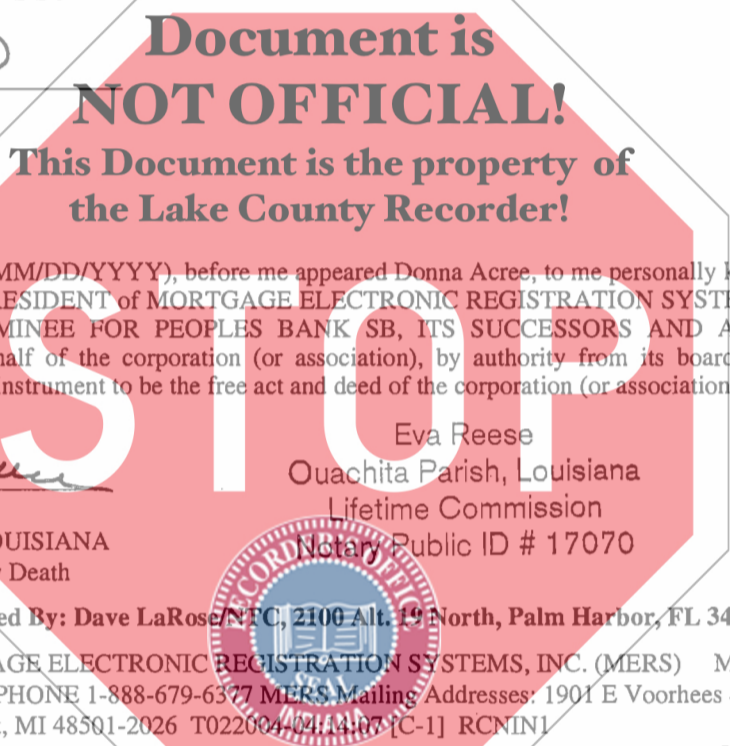 Document is
NOT OFFICIAL!
This Document is the property of
the Lake County Recorder!
MM/DD/YYYY), before me appeared Donna Acree, to me personally
RESIDENT of MORTGAGE ELECTRONIC REGISTRATION SYSTE
MINEE FOR PEOPLES BANK SB, ITS SUCCESSORS AND A
half of the corporation (or association), by authority from its board
instrument to be the free act and deed of the corporation (or association
STOP
Eva Reese
Ouachita Parish, Louisiana
Lifetime Commission
Notary Public ID # 17070
OUISIANA
Death
ed By: Dave LaRose/NTC, 2100 Alt. 19 North, Palm Harbor, FL 34
RECORDER'S OFFICE
SEAL
INDIANA
AGE ELECTRONIC REGISTRATION SYSTEMS, INC. (MERS) M
PHONE 1-888-679-6377 MERS Mailing Addresses: 1901 E Voorhees
, MI 48501-2026 T022004-04:14:07 [C-1] RCNIN1